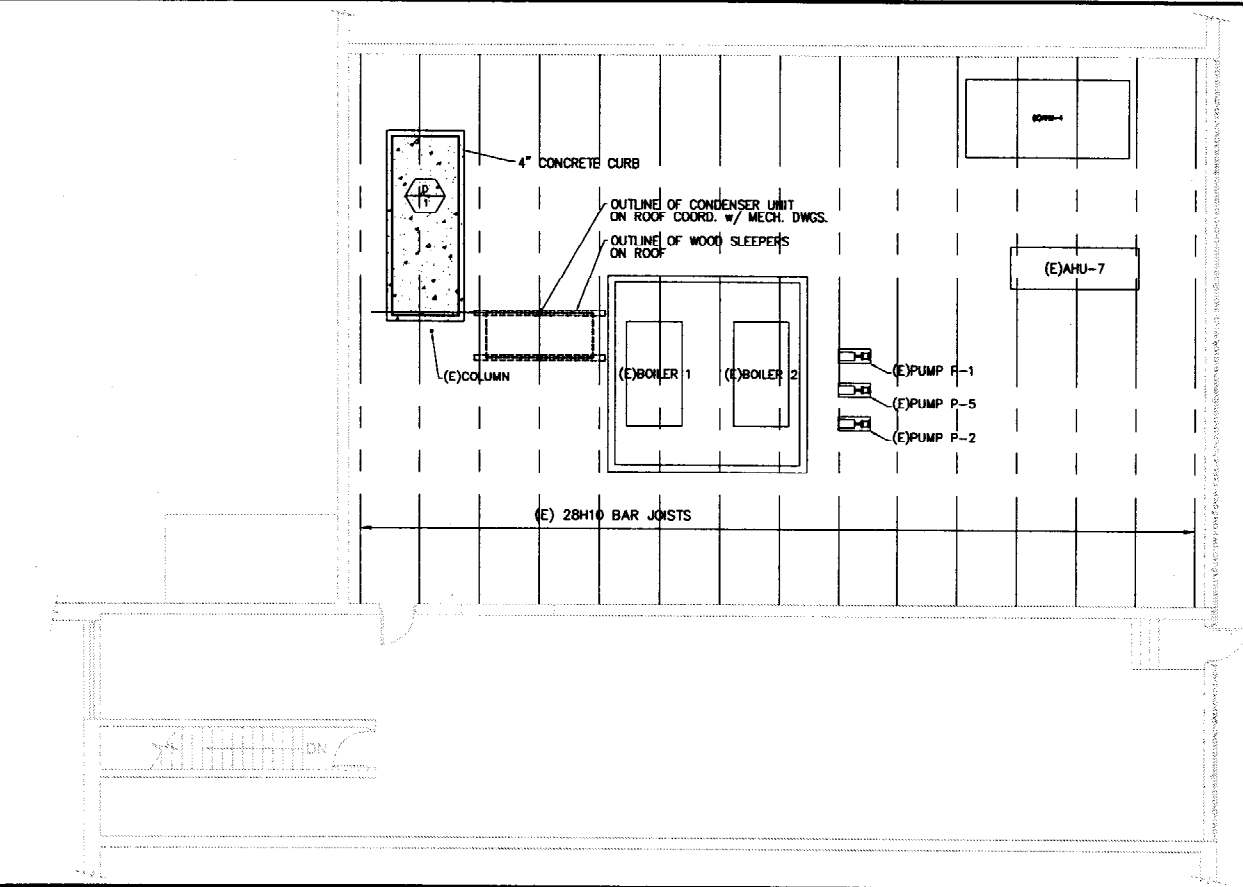 4" CONCRETE CURB
OUTLINE OF CONDENSER UNIT
ON ROOF COORD. w/ MECH. DWGS.
OUTLINE OF WOOD SLEEPERS
ON ROOF
(E)AHU-7
(E)COLUMN
(E)BOILER 1
(E)BOILER 2
(E)PUMP P-1
(E)PUMP P-5
(E)PUMP P-2
(E) 28H10 BAR JOISTS
DN